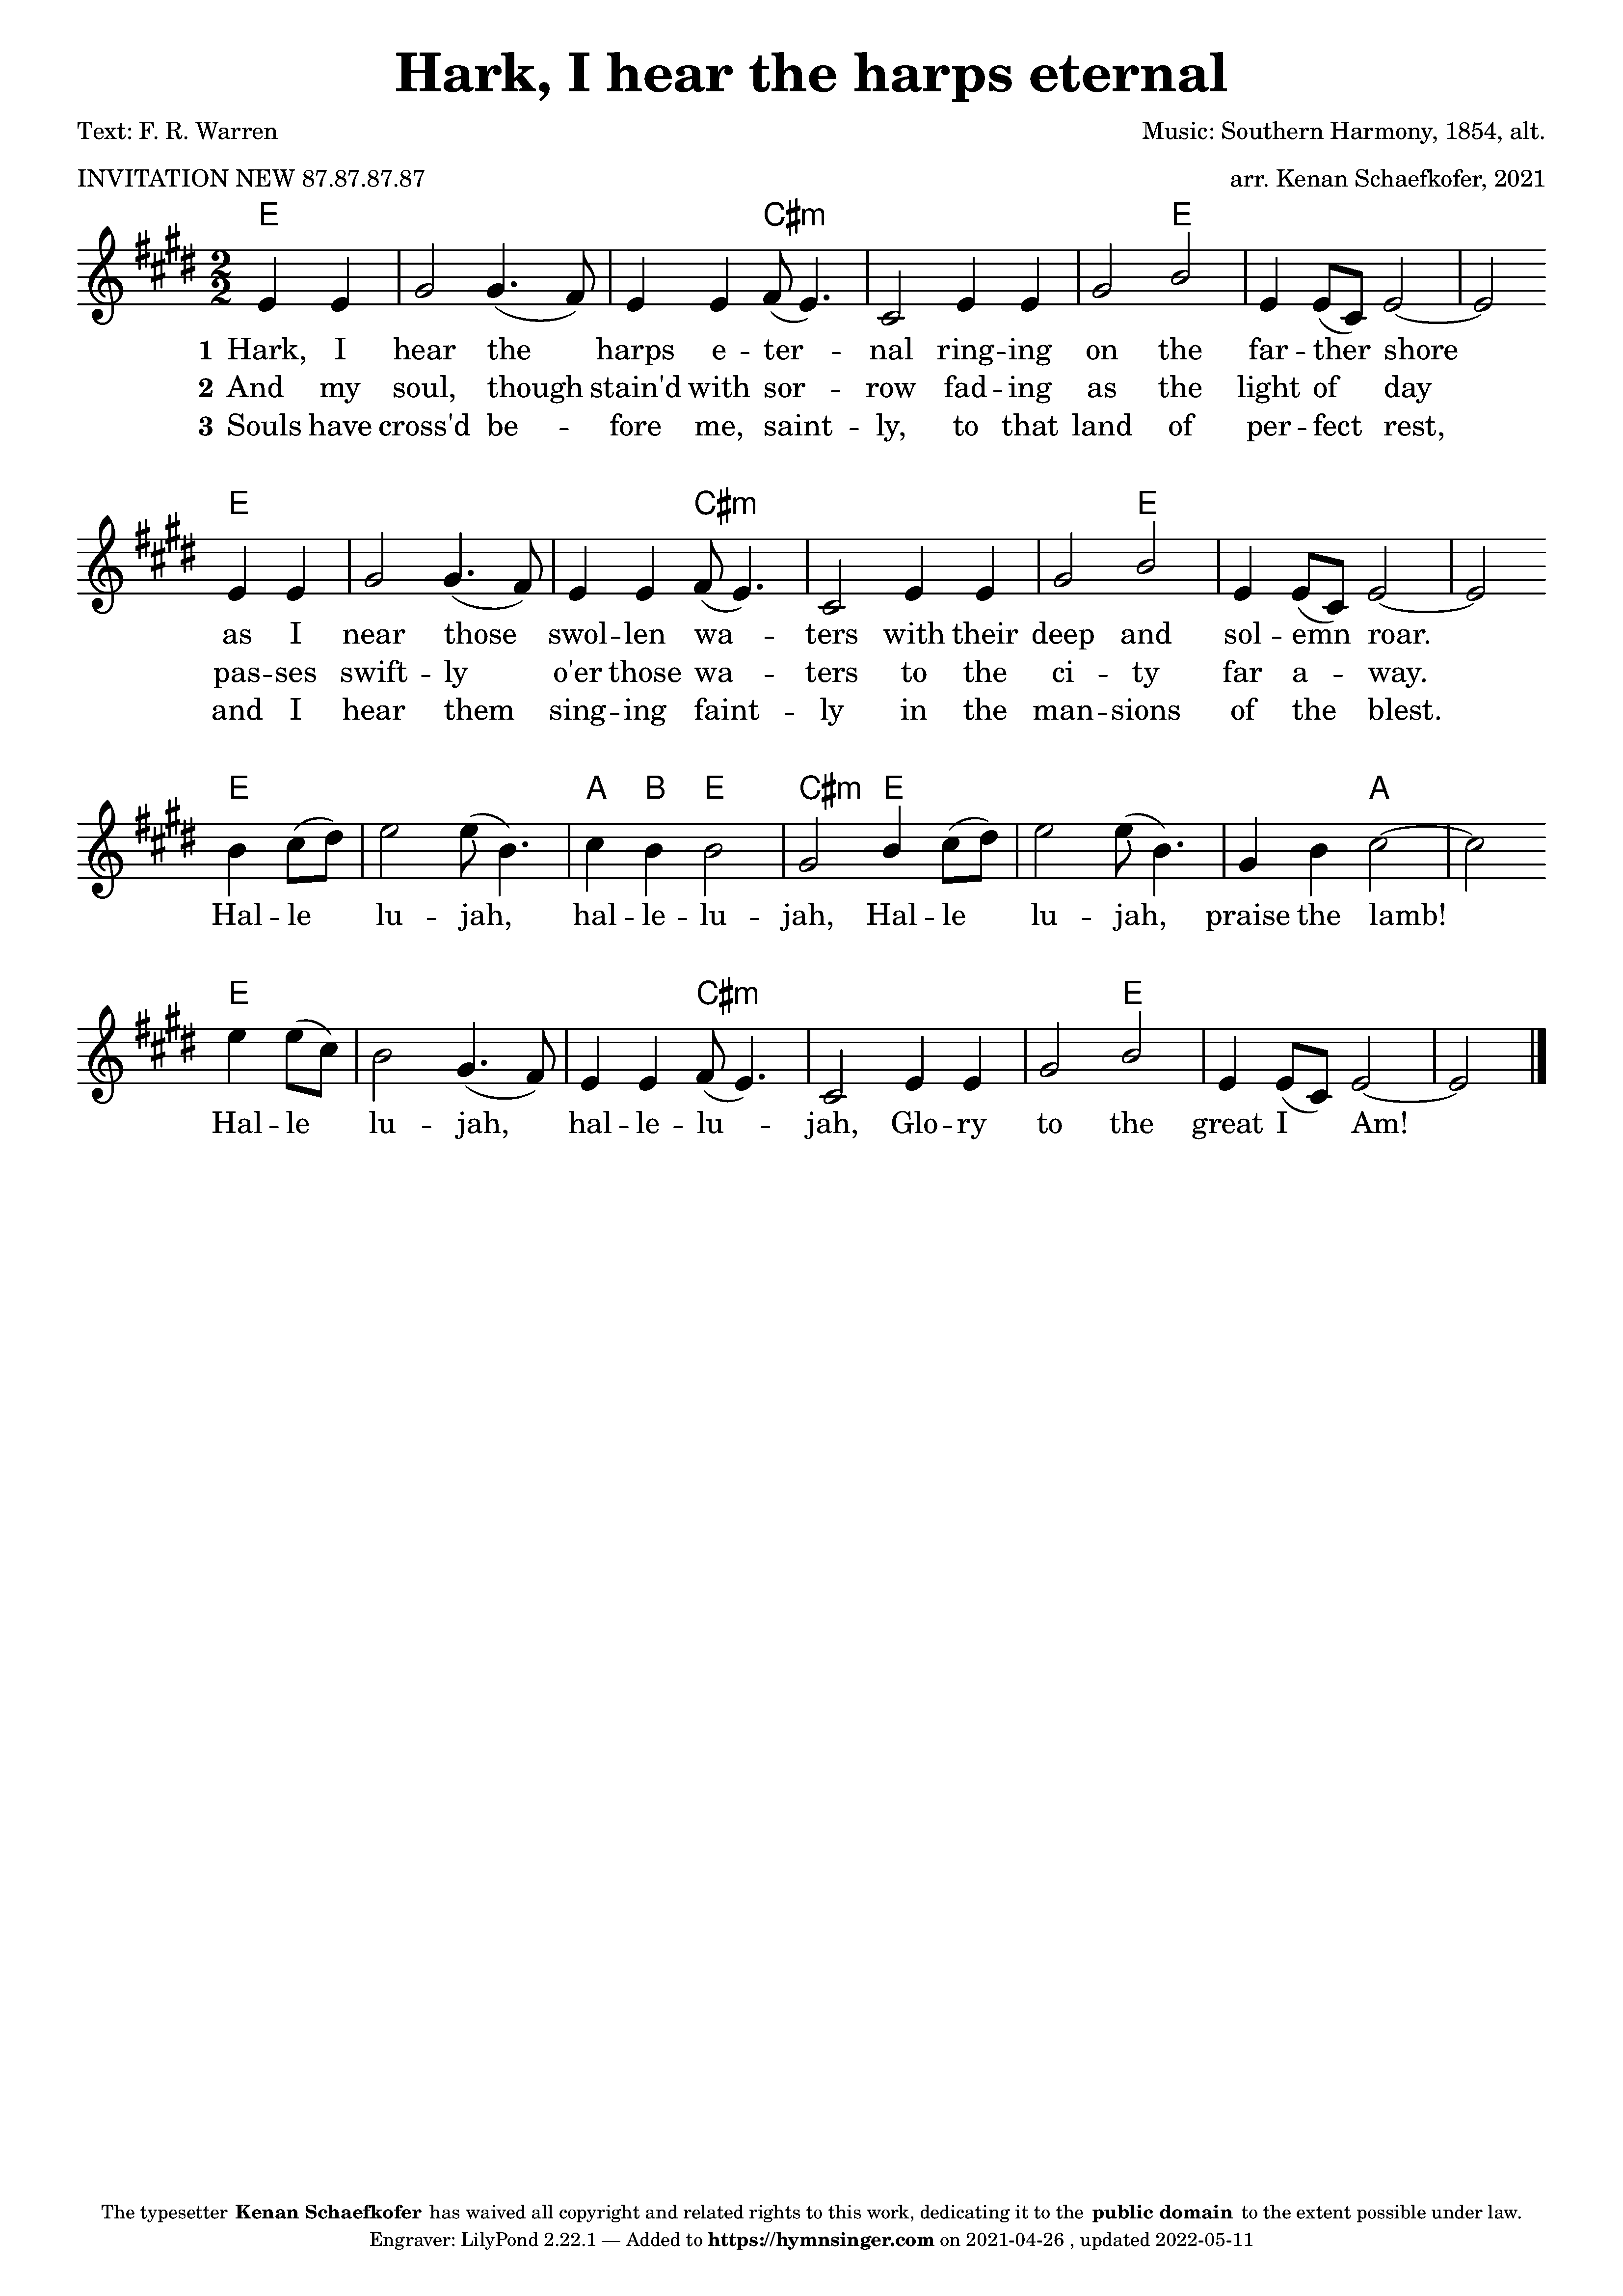 Hark, I hear the harps eternal
Text: F. R. Warren
Music: Southern Harmony, 1854, alt.
INVITATION NEW 87.87.87.87
arr. Kenan Schaefkofer, 2021
E C♯m E
1 Hark, I hear the harps e -- ter -- nal ring -- ing on the far -- ther shore
2 And my soul, though stain'd with sor -- row fad -- ing as the light of day
3 Souls have cross'd be -- fore me, saint -- ly, to that land of per -- fect rest,
E C♯m E
as I near those swol -- len wa -- ters with their deep and sol -- emn roar.
pas -- ses swift -- ly o'er those wa -- ters to the ci -- ty far a -- way.
and I hear them sing -- ing faint -- ly in the man -- sions of the blest.
E A B E C♯m E A
Hal -- le lu -- jah, hal -- le -- lu -- jah, Hal -- le lu -- jah, praise the lamb!
E C♯m E
Hal -- le lu -- jah, hal -- le -- lu -- jah, Glo -- ry to the great I Am!
The typesetter Kenan Schaefkofer has waived all copyright and related rights to this work, dedicating it to the public domain to the extent possible under law.
Engraver: LilyPond 2.22.1 — Added to https://hymnsinger.com on 2021-04-26 , updated 2022-05-11